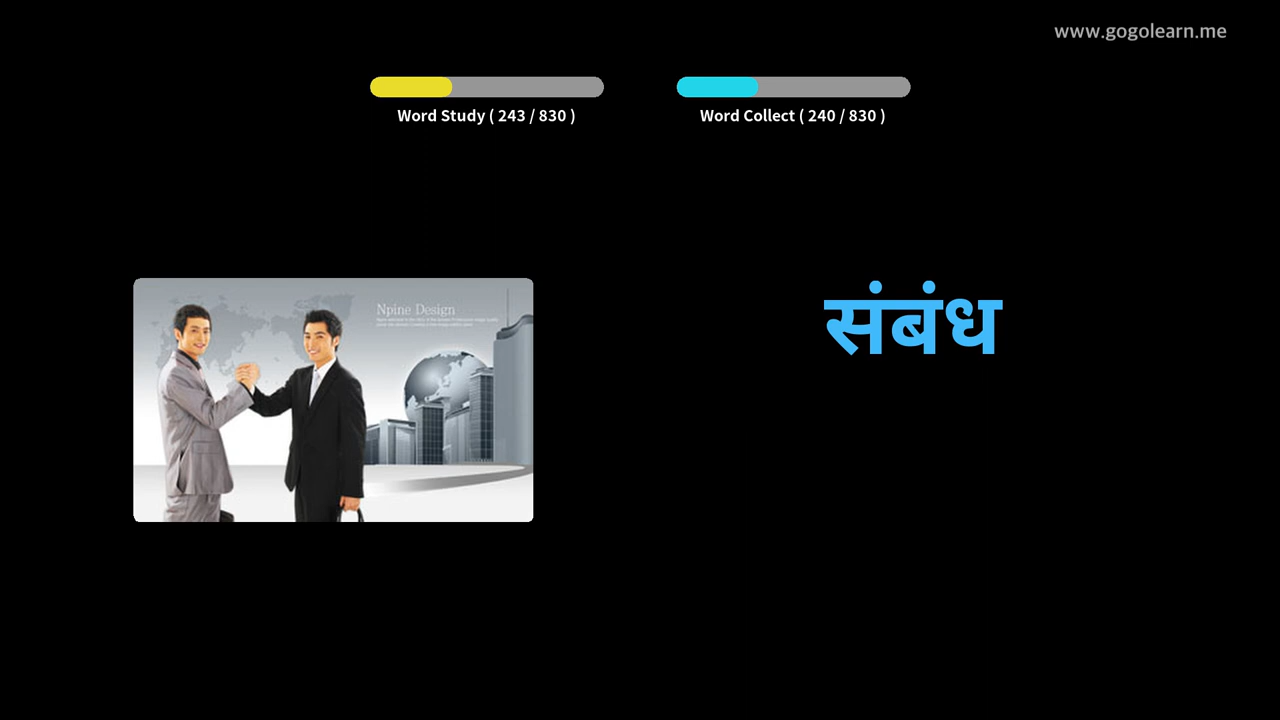 www.gogolearn.me
Word Study ( 243 / 830 )
Word Collect ( 240 / 830 )
Npine Design
संबंध